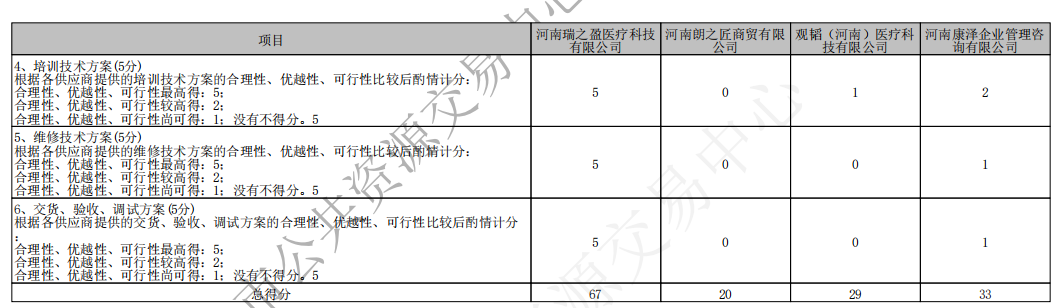 项目
河南瑞之盈医疗科技
有限公司
河南朗之匠商贸有限
公司
观韬（河南）医疗科
技有限公司
河南康泽企业管理咨
询有限公司
4、培训技术方案(5分)
根据各供应商提供的培训技术方案的合理性、优越性、可行性比较后酌情计分：
合理性、优越性、可行性最高得：5；
合理性、优越性、可行性较高得：2；
合理性、优越性、可行性尚可得：1；没有不得分。5
5 0 1 2
5、维修技术方案(5分)
根据各供应商提供的维修技术方案的合理性、优越性、可行性比较后酌情计分：
合理性、优越性、可行性最高得：5；
合理性、优越性、可行性较高得：2；
合理性、优越性、可行性尚可得：1；没有不得分。5
5 0 0 1
6、交货、验收、调试方案(5分)
根据各供应商提供的交货、验收、调试方案的合理性、优越性、可行性比较后酌情计分
：
合理性、优越性、可行性最高得：5；
合理性、优越性、可行性较高得：2；
合理性、优越性、可行性尚可得：1；没有不得分。5
5 0 0 1
总得分 67 20 29 33
市公共资源交易中心
源交易中心